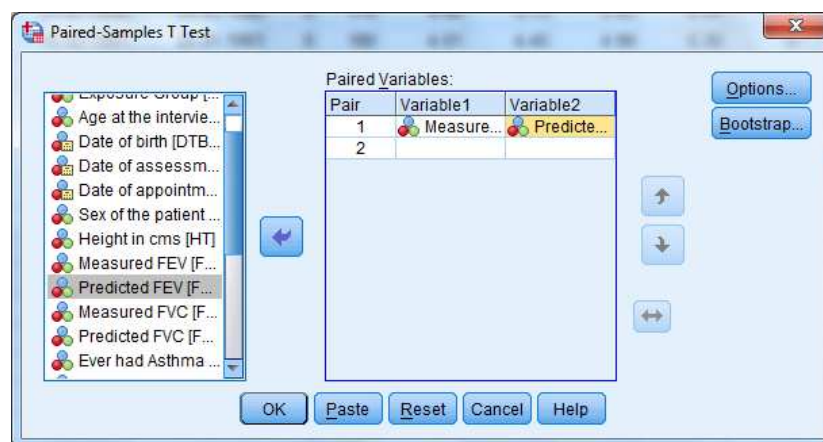 Paired-Samples T Test
Paired Variables:
Exposure Group [...
Age at the intervie...
Date of birth [DTB...
Date of assessm...
Date of appointm...
Sex of the patient ...
Height in cms [HT]
Measured FEV [F...
Predicted FEV [F...
Measured FVC [F...
Predicted FVC [F...
Ever had Asthma ...
Pair Variable1 Variable2
1 Measure... Predicte...
2
Options...
Bootstrap...
OK Paste Reset Cancel Help